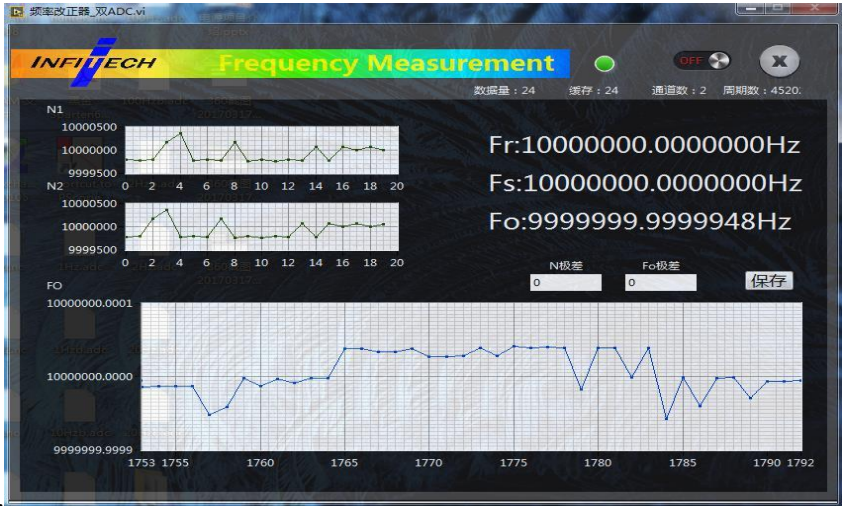 频率改正器_双ADC.vi
INFINITECH
Frequency Measurement
OFF
X
数据量：24 缓存：24 通道数：2 周期数：4520.
N1
10000500
10000000
9999500
0 2 4 6 8 10 12 14 16 18 20
N2
10000500
10000000
9999500
0 2 4 6 8 10 12 14 16 18 20
Fr:10000000.0000000Hz
Fs:10000000.0000000Hz
Fo:9999999.9999948Hz
N极差 Fo极差
0 0
保存
FO
10000000.0001
10000000.0000
9999999.9999
1753 1755 1760 1765 1770 1775 1780 1785 1790 1792